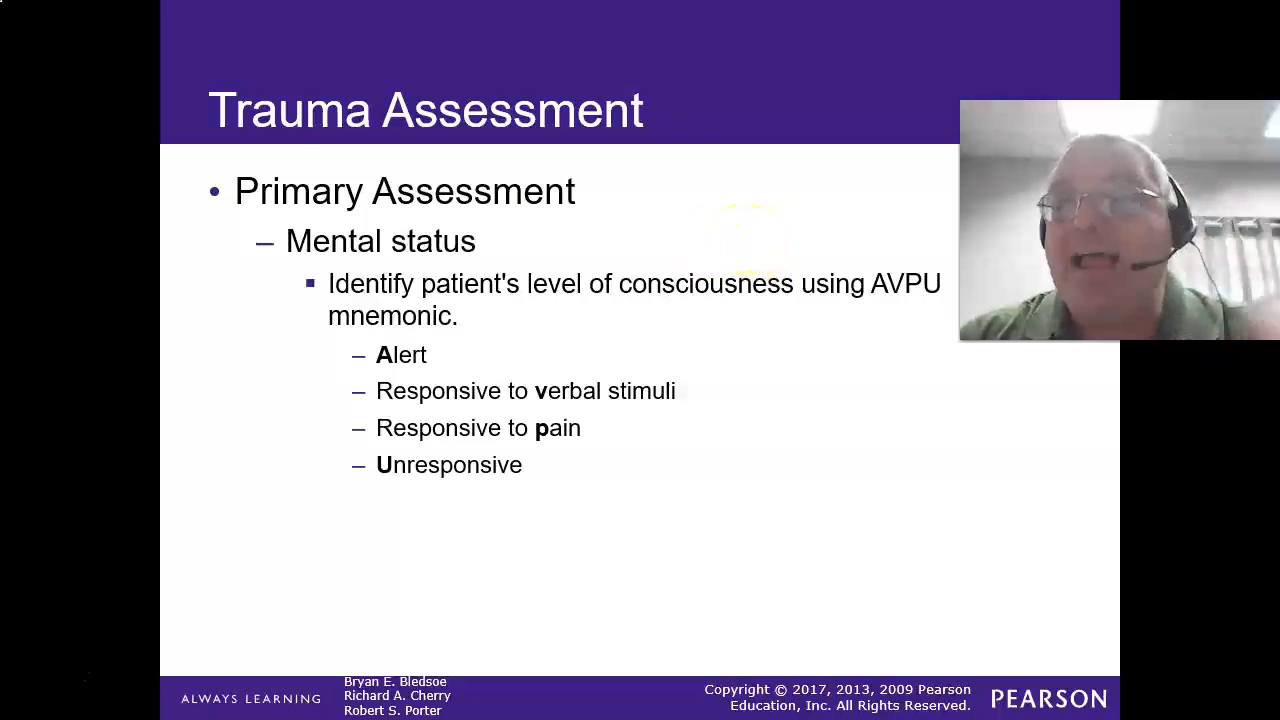 Trauma Assessment
• Primary Assessment
– Mental status
▪ Identify patient's level of consciousness using AVPU
mnemonic.
– Alert
– Responsive to verbal stimuli
– Responsive to pain
– Unresponsive
ALWAYS LEARNING
Bryan E. Bledsoe
Richard A. Cherry
Robert S. Porter
Copyright © 2017, 2013, 2009 Pearson
Education, Inc. All Rights Reserved.
PEARSON